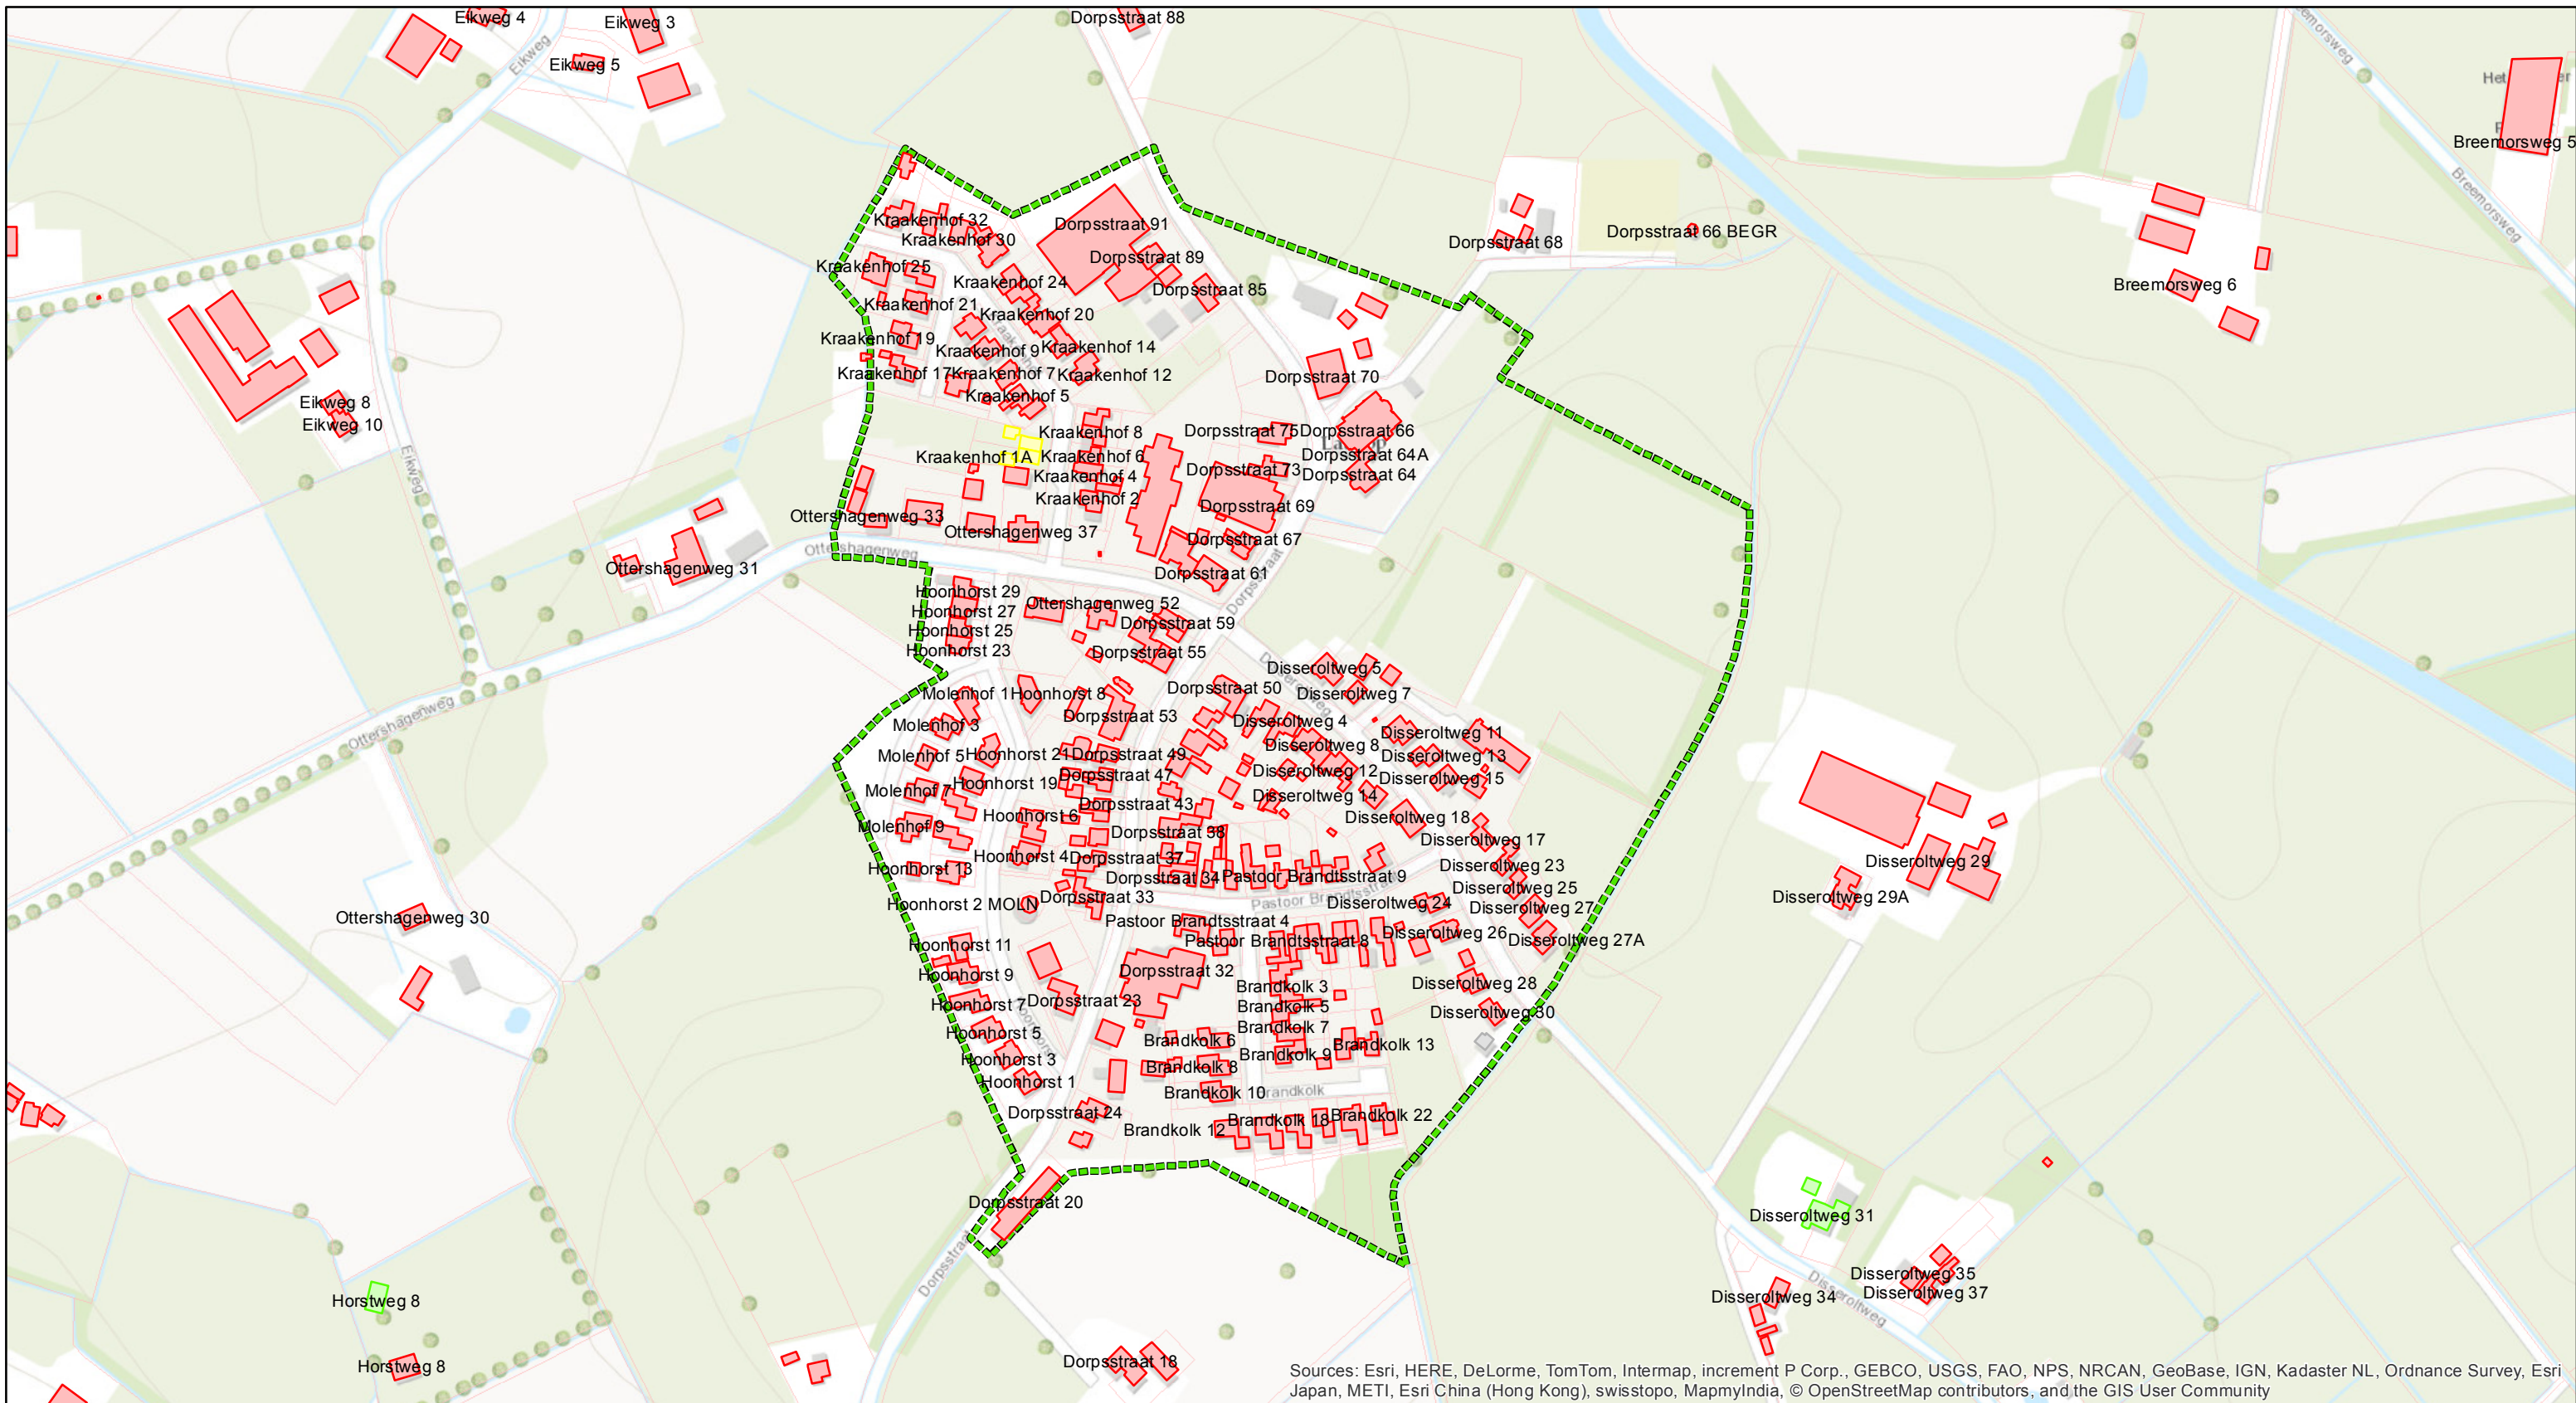 Eikweg 4
Eikweg 3
Dorpsstraat 88
Eikweg
Eikweg 5
Breemorsweg 5
Breemorsweg
Kraakenhof 32
Kraakenhof 30
Dorpsstraat 91
Dorpsstraat 68
Dorpsstraat 66 BEGR
Dorpsstraat 89
Kraakenhof 25
Kraakenhof 24
Dorpsstraat 85
Breemorsweg 6
Kraakenhof 21
Kraakenhof 20
Kraakenhof 19
Kraakenhof 9
Kraakenhof 14
Kraakenhof 17
Kraakenhof 7
Kraakenhof 12
Dorpsstraat 70
Kraakenhof 5
Eikweg 8
Eikweg 10
Eikweg
Kraakenhof 8
Dorpsstraat 75
Dorpsstraat 66
Kraakenhof 1A
Kraakenhof 6
Dorpsstraat 64A
Kraakenhof 4
Dorpsstraat 73
Dorpsstraat 64
Kraakenhof 2
Dorpsstraat 69
Ottershagenweg 33
Ottershagenweg 37
Dorpsstraat 67
Ottershagenweg
Ottershagenweg 31
Dorpsstraat 61
Dorpsstraat
Hoonhorst 29
Ottershagenweg 52
Hoonhorst 27
Dorpsstraat 59
Hoonhorst 25
Hoonhorst 23
Dorpsstraat 55
Disseroltweg 5
Disseroltweg
Molenhof 1
Hoonhorst 8
Dorpsstraat 50
Disseroltweg 7
Ottershagenweg
Molenhof 3
Dorpsstraat 53
Disseroltweg 4
Disseroltweg 11
Molenhof 5
Hoonhorst 21
Dorpsstraat 49
Disseroltweg 8
Disseroltweg 13
Molenhof 7
Hoonhorst 19
Dorpsstraat 47
Disseroltweg 12
Disseroltweg 15
Dorpsstraat 43
Disseroltweg 14
Molenhof 9
Hoonhorst 6
Dorpsstraat 38
Disseroltweg 18
Disseroltweg 17
Hoonhorst 13
Hoonhorst 4
Dorpsstraat 37
Dorpsstraat 34
Pastoor Brandtsstraat 9
Disseroltweg 23
Disseroltweg 29
Disseroltweg 25
Hoonhorst 2 MOLN
Dorpsstraat 33
Pastoor Brandtsstraat
Disseroltweg 24
Disseroltweg 27
Disseroltweg 29A
Ottershagenweg 30
Pastoor Brandtsstraat 4
Hoonhorst 11
Pastoor Brandtsstraat 8
Disseroltweg 26
Disseroltweg 27A
Hoonhorst 9
Dorpsstraat 32
Brandkolk 3
Disseroltweg 28
Hoonhorst 7
Dorpsstraat 23
Brandkolk 5
Disseroltweg 30
Hoonhorst 5
Brandkolk 7
Brandkolk 6
Brandkolk 13
Hoonhorst 3
Brandkolk 9
Brandkolk 8
Hoonhorst 1
Brandkolk 10
Brandkolk
Dorpsstraat 24
Brandkolk 12
Brandkolk 18
Brandkolk 22
Dorpsstraat 20
Dorpsstraat
Disseroltweg 31
Horstweg 8
Disseroltweg 34
Disseroltweg 35
Disseroltweg 37
Disseroltweg
Horstweg 8
Dorpsstraat 18
Sources: Esri, HERE, DeLorme, TomTom, Intermap, increment P Corp., GEBCO, USGS, FAO, NPS, NRCAN, GeoBase, IGN, Kadaster NL, Ordnance Survey, Esri
Japan, METI, Esri China (Hong Kong), swisstopo, MapmyIndia, © OpenStreetMap contributors, and the GIS User Community